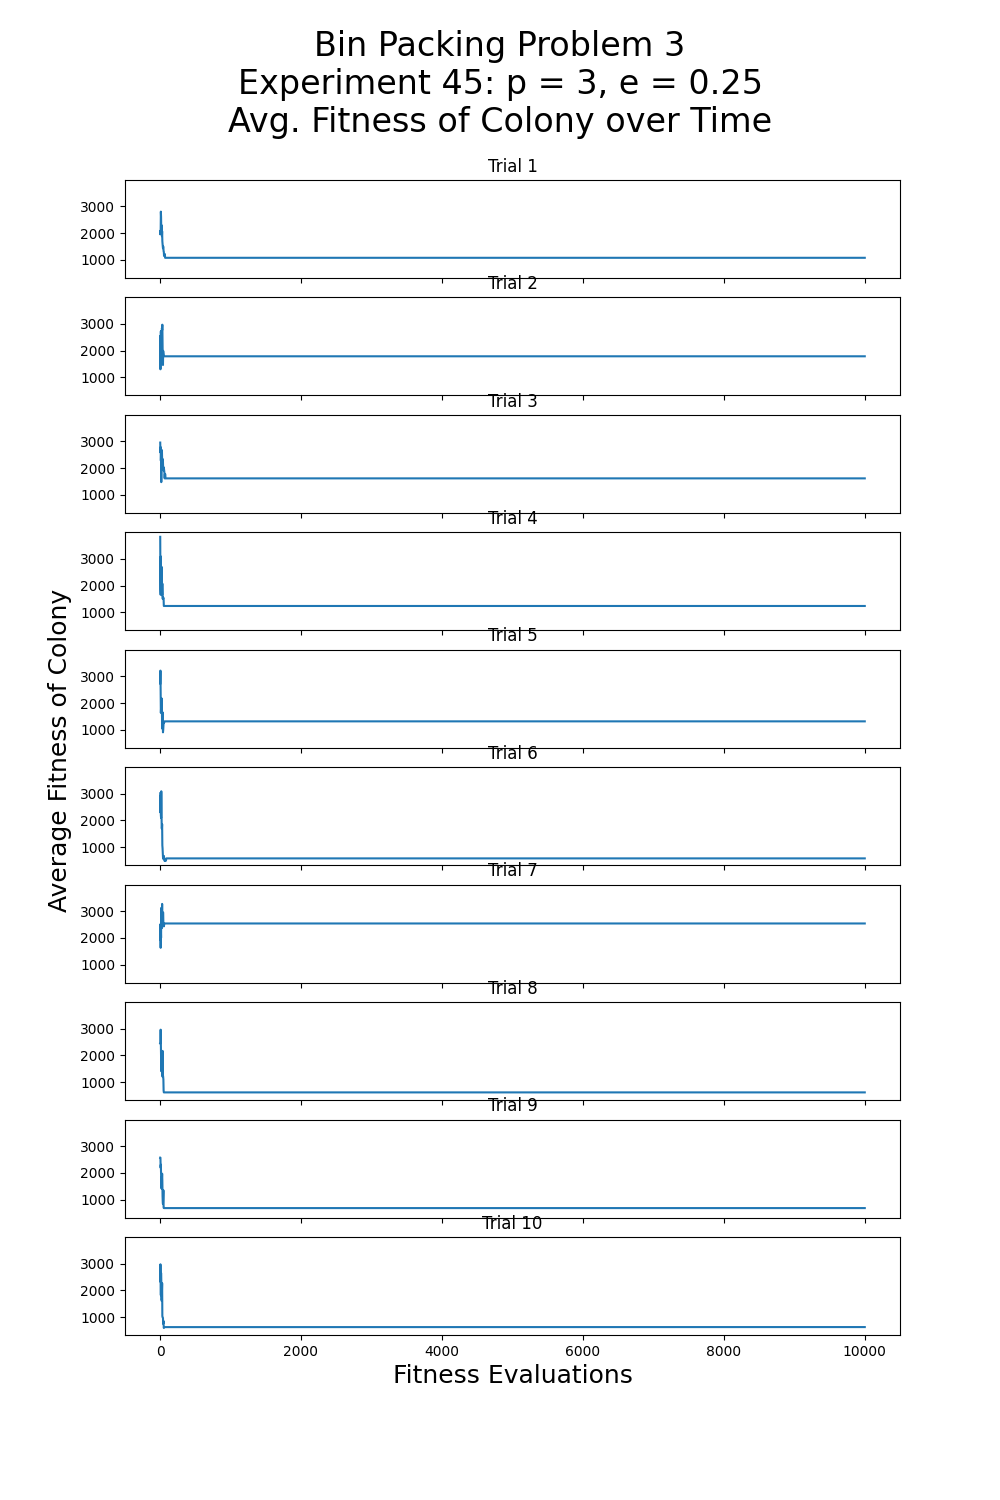 Bin Packing Problem 3
Experiment 45: p = 3, e = 0.25
Avg. Fitness of Colony over Time
Trial 1
3000
2000
1000
Trial 2
3000
2000
1000
Trial 3
3000
2000
1000
Trial 4
3000
2000
1000
Trial 5
3000
2000
1000
Trial 6
3000
2000
1000
Trial 7
3000
2000
1000
Trial 8
3000
2000
1000
Trial 9
3000
2000
1000
Trial 10
3000
2000
1000
0 2000 4000 6000 8000 10000
Fitness Evaluations
Average Fitness of Colony